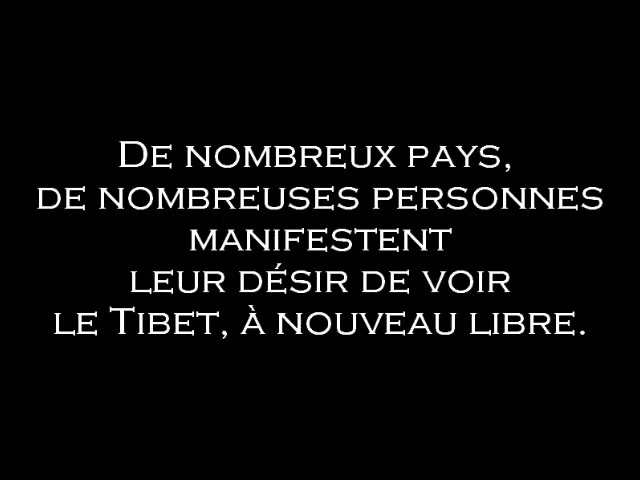 De nombreux pays,
de nombreuses personnes
manifestent
leur désir de voir
le Tibet, à nouveau libre.